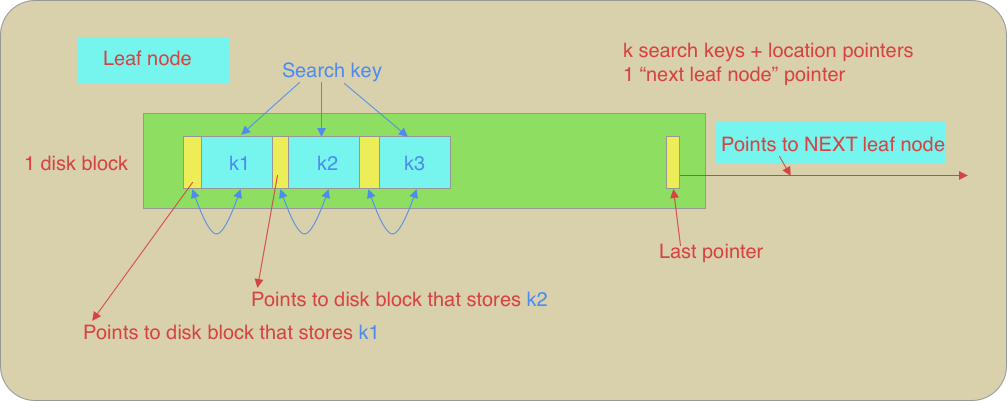 Leaf node
k search keys + location pointers
1 “next leaf node” pointer
Search key
Points to NEXT leaf node
1 disk block
k1
k2
k3
Last pointer
Points to disk block that stores k2
Points to disk block that stores k1